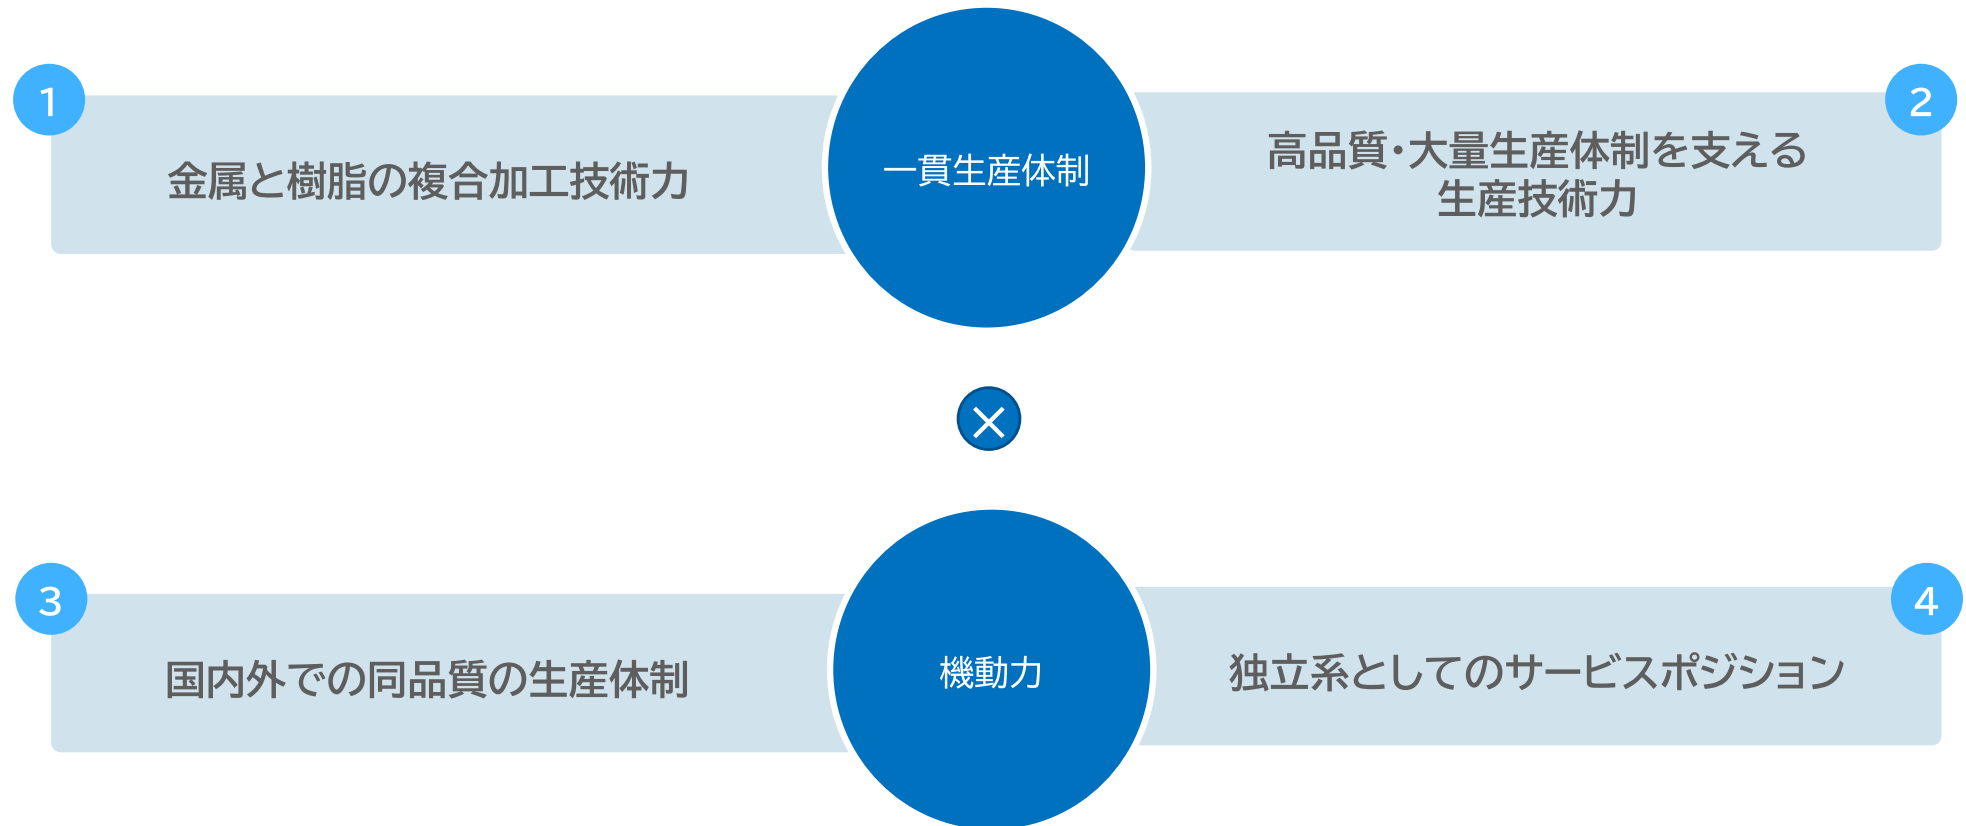 1
金属と樹脂の複合加工技術力
一貫生産体制
2
高品質・大量生産体制を支える
生産技術力
×
3
国内外での同品質の生産体制
機動力
4
独立系としてのサービスポジション